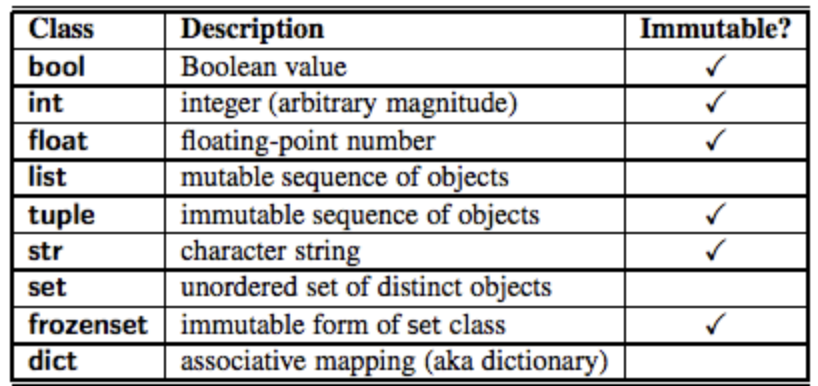 Class Description Immutable?
bool Boolean value ✓
int integer (arbitrary magnitude) ✓
float floating-point number ✓
list mutable sequence of objects
tuple immutable sequence of objects ✓
str character string ✓
set unordered set of distinct objects
frozenset immutable form of set class ✓
dict associative mapping (aka dictionary)